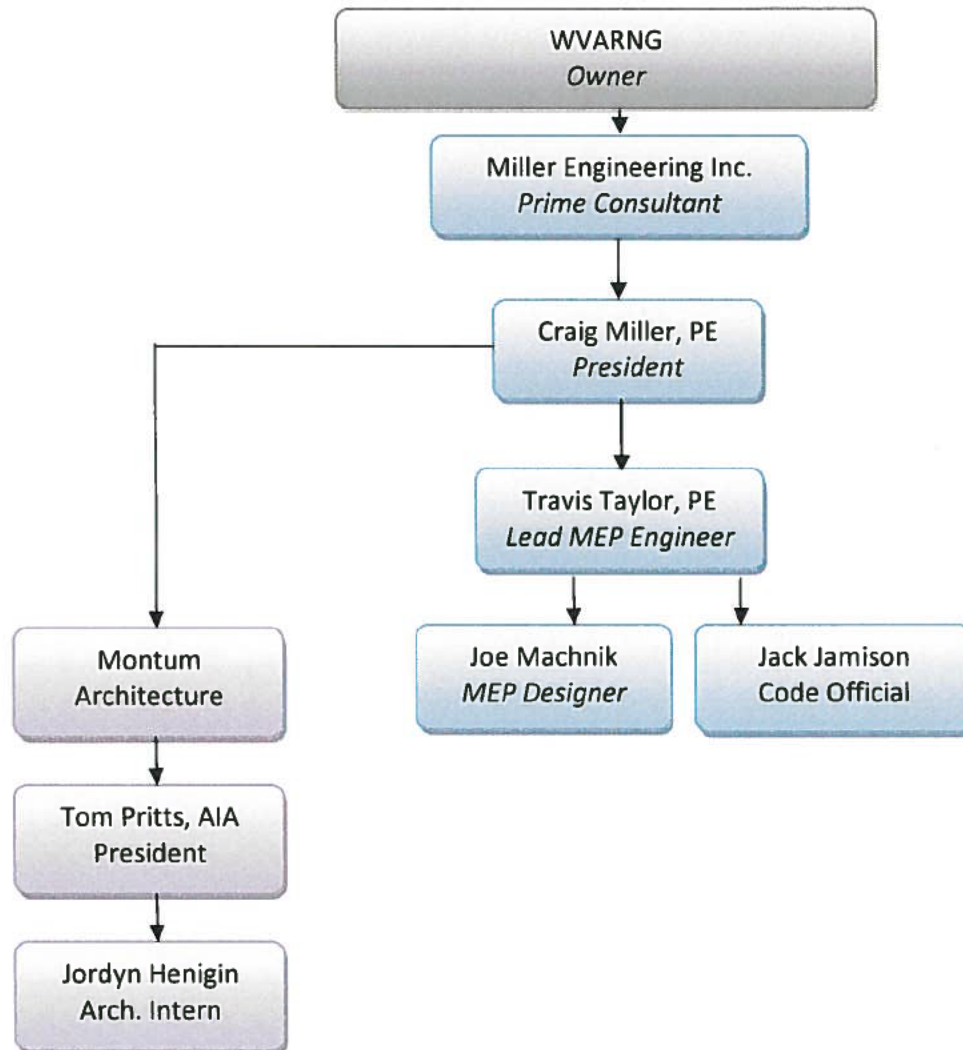 WVARNG
Owner
Miller Engineering Inc.
Prime Consultant
Craig Miller, PE
President
Travis Taylor, PE
Lead MEP Engineer
Joe Machnik
MEP Designer
Jack Jamison
Code Official
Montum
Architecture
Tom Pritts, AIA
President
Jordyn Henigin
Arch. Intern